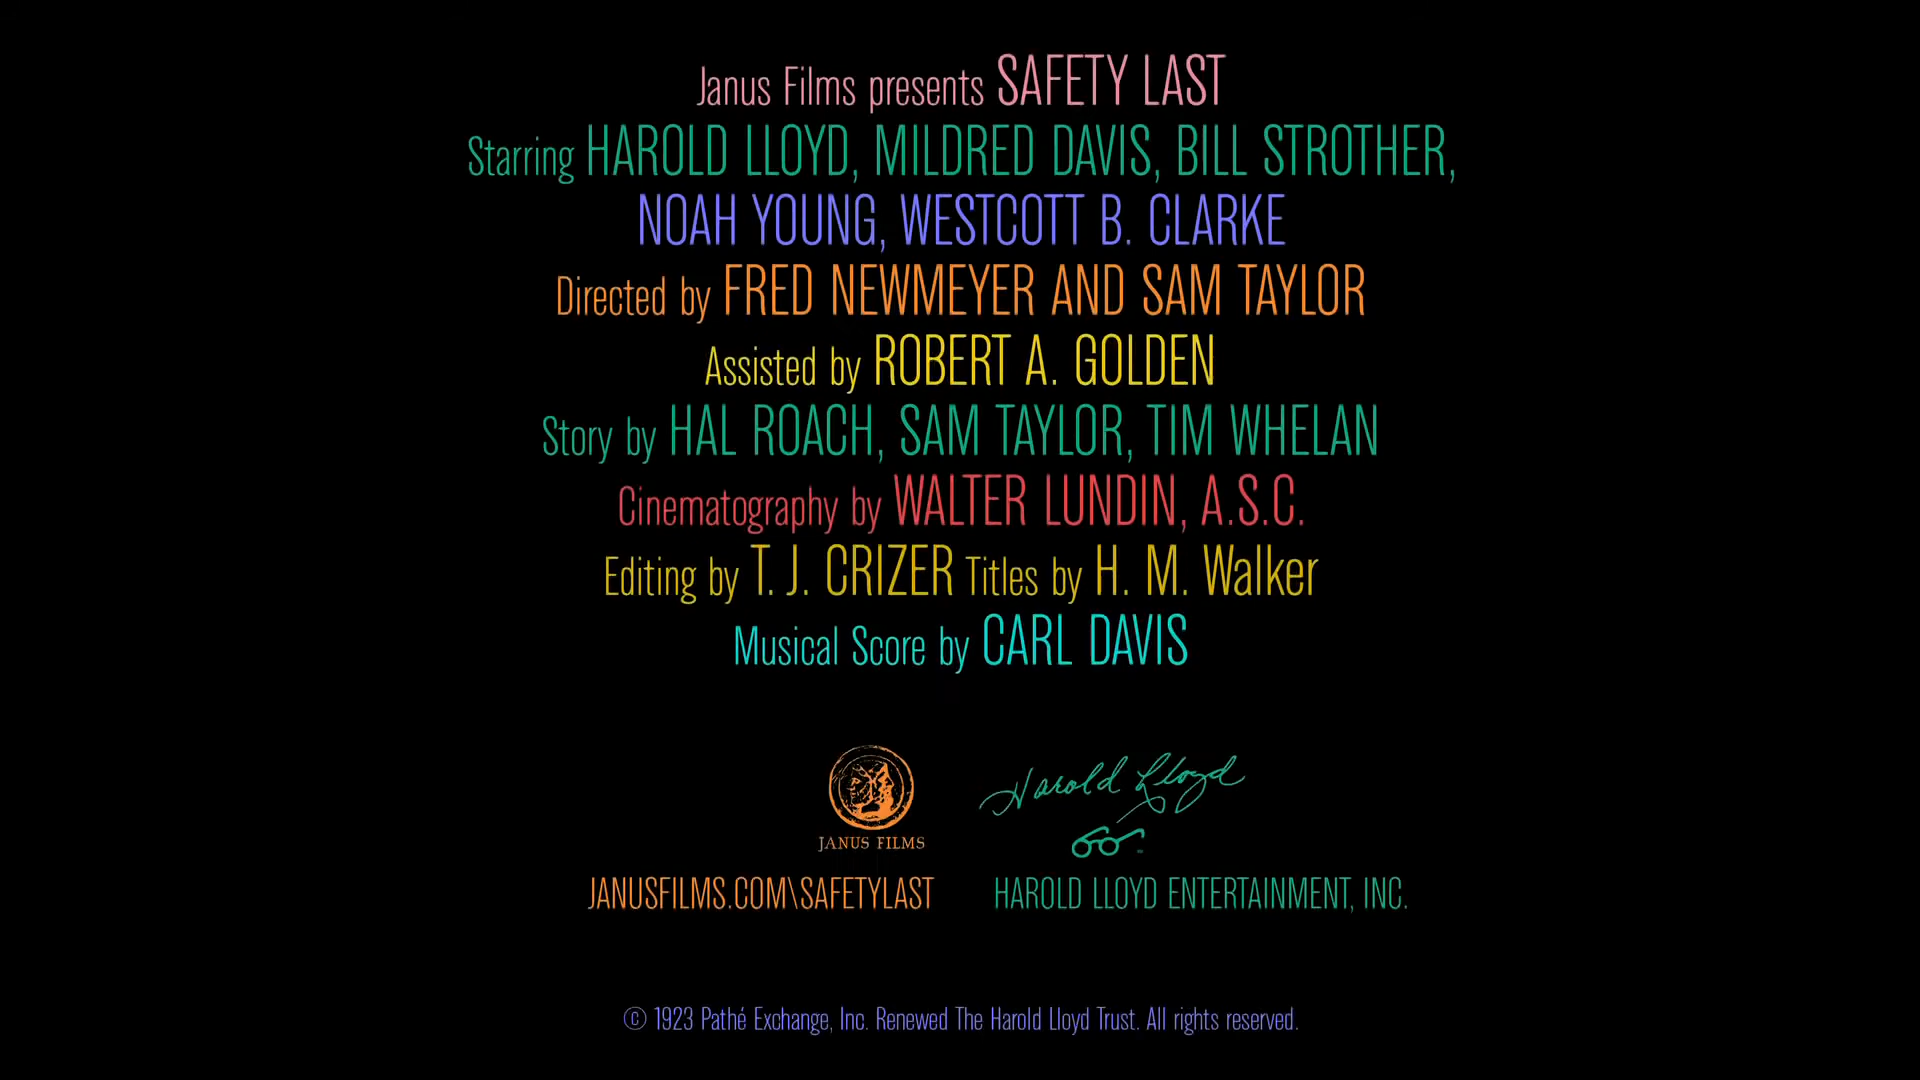 Janus Films presents SAFETY LAST
Starring HAROLD LLOYD, MILDRED DAVIS, BILL STROTHER,
NOAH YOUNG, WESTCOTT B. CLARKE
Directed by FRED NEWMEYER AND SAM TAYLOR
Assisted by ROBERT A. GOLDEN
Story by HAL ROACH, SAM TAYLOR, TIM WHELAN
Cinematography by WALTER LUNDIN, A.S.C.
Editing by T. J. CRIZER Titles by H. M. Walker
Musical Score by CARL DAVIS
Harold Lloyd
JANUS FILMS
JANUSFILMS.COM\SAFETYLAST
HAROLD LLOYD ENTERTAINMENT, INC.
© 1923 Pathé Exchange, Inc. Renewed The Harold Lloyd Trust. All rights reserved.